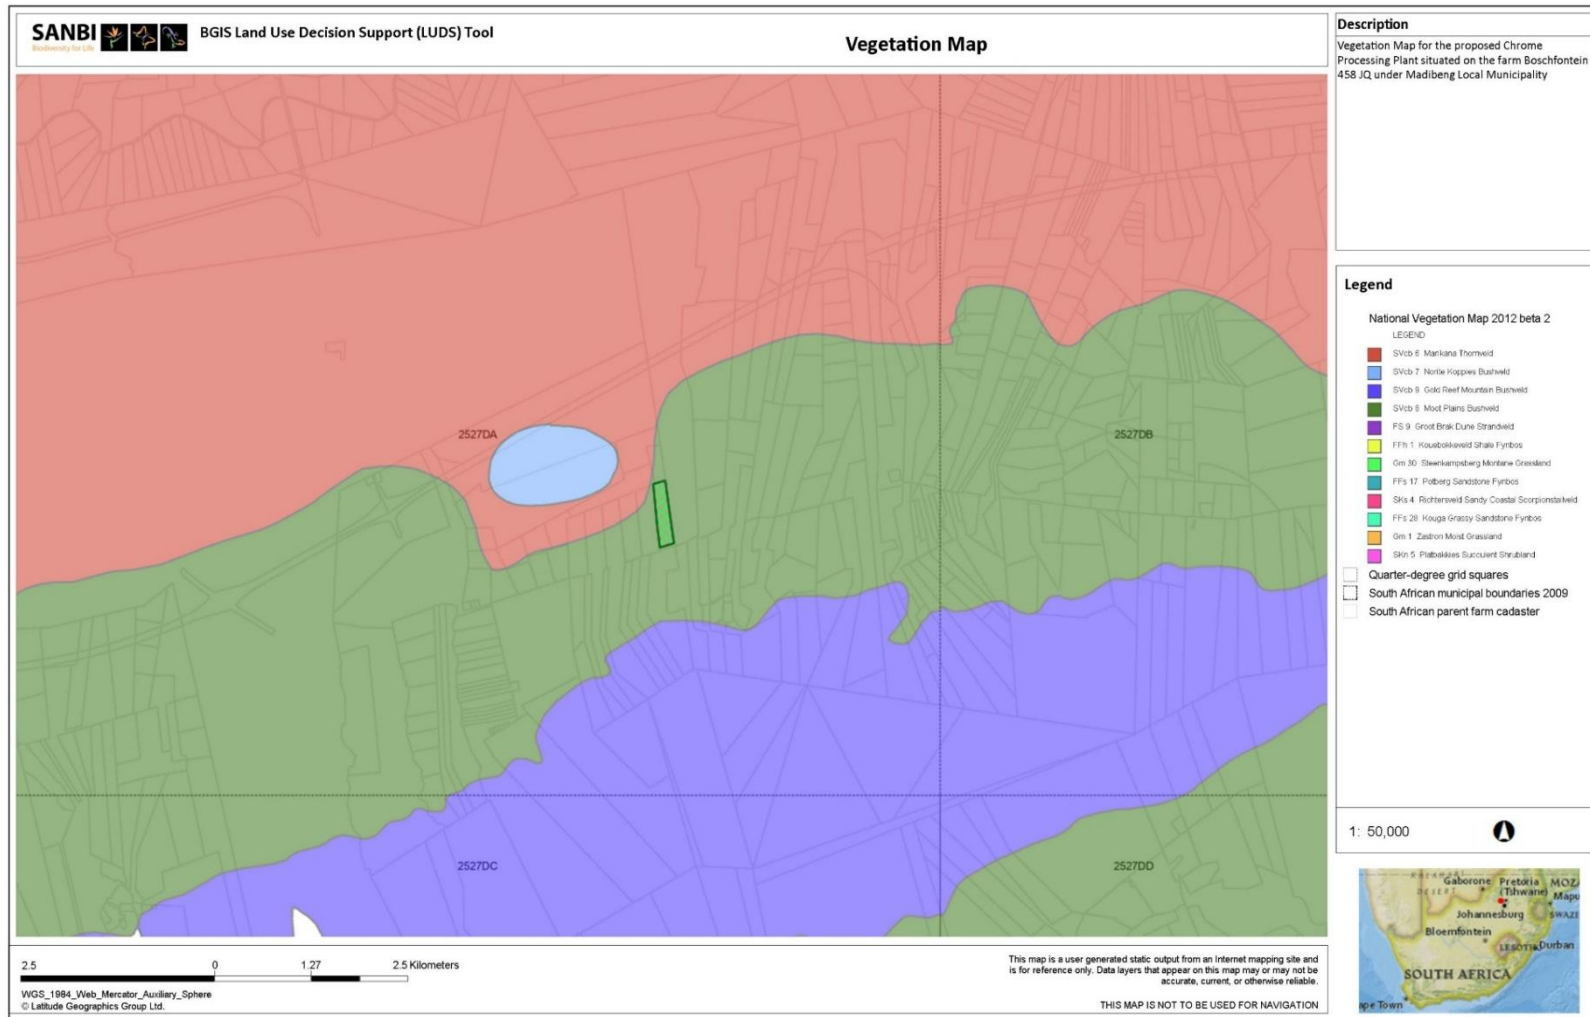 SANBI
Biodiversity for Life
BGIS Land Use Decision Support (LUDS) Tool
Vegetation Map
Description
Vegetation Map for the proposed Chrome
Processing Plant situated on the farm Boschfontein
458 JQ under Madibeng Local Municipality
2527DA
2527DB
2527DC
2527DD
Legend
National Vegetation Map 2012 beta 2
LEGEND
SVcb 6 Marikana Thornveld
SVcb 7 Norite Koppies Bushveld
SVcb 9 Gold Reef Mountain Bushveld
SVcb 8 Moot Plains Bushveld
FS 9 Groot Brak Dune Strandveld
FFh 1 Kouebokkeveld Shale Fynbos
Gm 30 Steenkampsberg Montane Grassland
FFs 17 Potberg Sandstone Fynbos
SKs 4 Richtersveld Sandy Coastal Scorpionstailveld
FFs 28 Kouga Grassy Sandstone Fynbos
Gm 1 Zastron Moist Grassland
SKn 5 Platbakkies Succulent Shrubland
Quarter-degree grid squares
South African municipal boundaries 2009
South African parent farm cadaster
1: 50,000
KALAHARI
DESERT
Gaborone
Pretoria
(Tshwane)
MOZ
Mapu
Johannesburg
SWAZI
Bloemfontein
LESOTHO
Durban
SOUTH AFRICA
ape Town
2.5 0 1.27 2.5 Kilometers
WGS_1984_Web_Mercator_Auxiliary_Sphere
© Latitude Geographics Group Ltd.
This map is a user generated static output from an Internet mapping site and
is for reference only. Data layers that appear on this map may or may not be
accurate, current, or otherwise reliable.
THIS MAP IS NOT TO BE USED FOR NAVIGATION